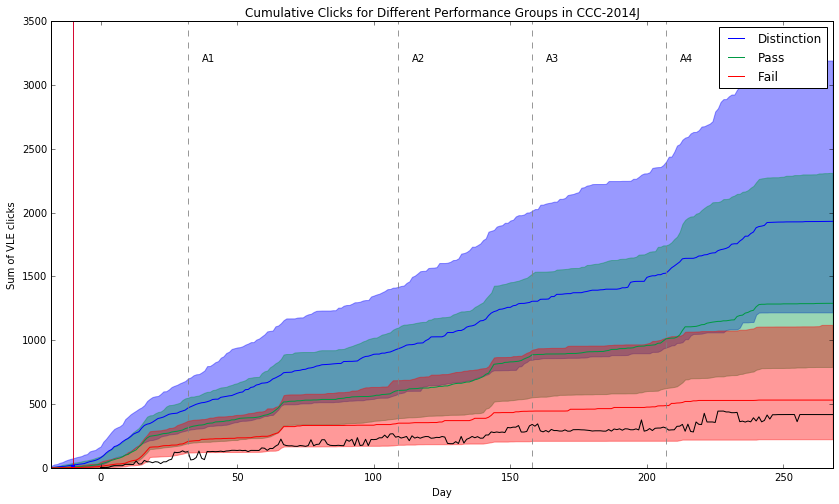 Cumulative Clicks for Different Performance Groups in CCC-2014J
3500
3000
2500
2000
1500
1000
500
0
Sum of VLE clicks
A1
A2
A3
A4
Distinction
Pass
Fail
0
50
100
150
200
250
Day